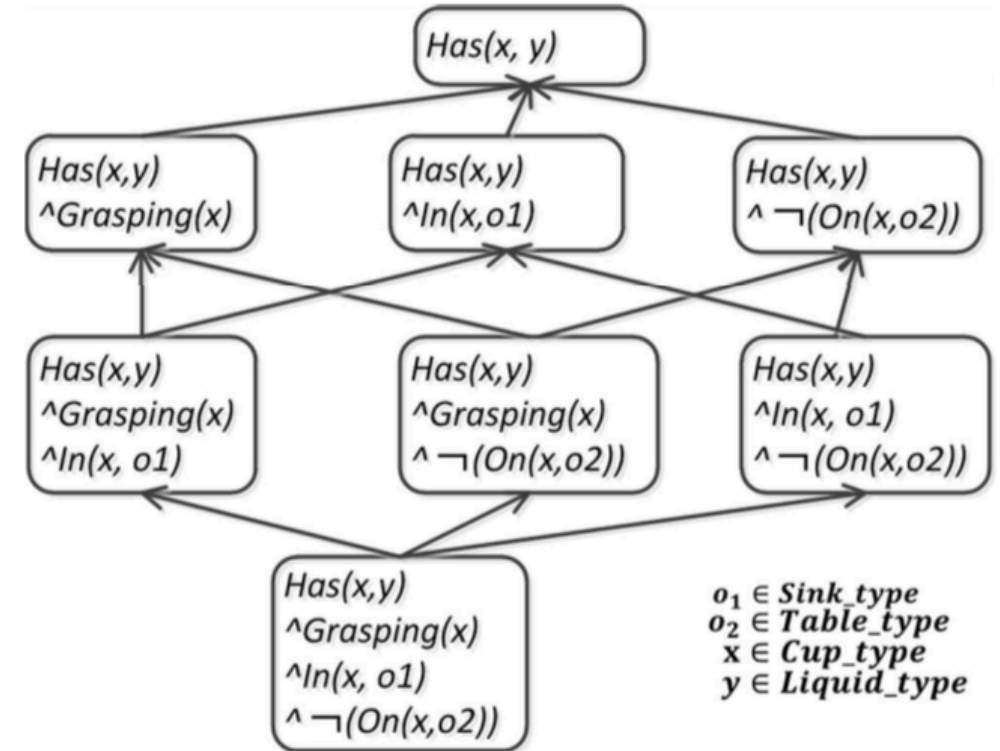 Has(x, y)
Has(x,y)
^Grasping(x)
Has(x,y)
^In(x,o1)
Has(x,y)
^ ¬(On(x,o2))
Has(x,y)
^Grasping(x)
^In(x, o1)
Has(x,y)
^Grasping(x)
^ ¬(On(x,o2))
Has(x,y)
^In(x, o1)
^ ¬(On(x,o2))
Has(x,y)
^Grasping(x)
^In(x, o1)
^ ¬(On(x,o2))
o₁ ∈ Sink_type
o₂ ∈ Table_type
x ∈ Cup_type
y ∈ Liquid_type